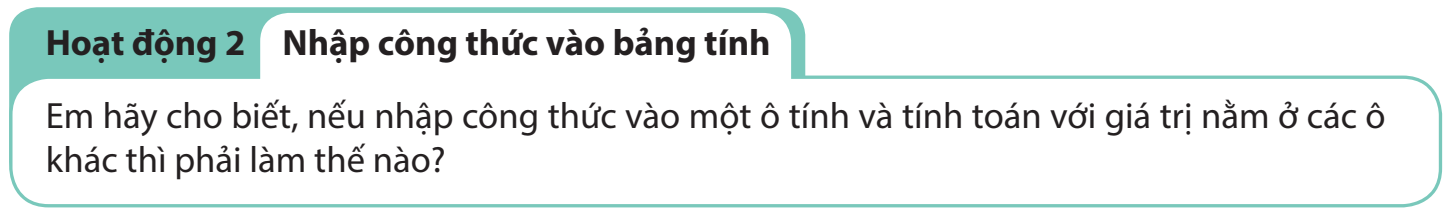 Hoạt động 2 Nhập công thức vào bảng tính
Em hãy cho biết, nếu nhập công thức vào một ô tính và tính toán với giá trị nằm ở các ô
khác thì phải làm thế nào?